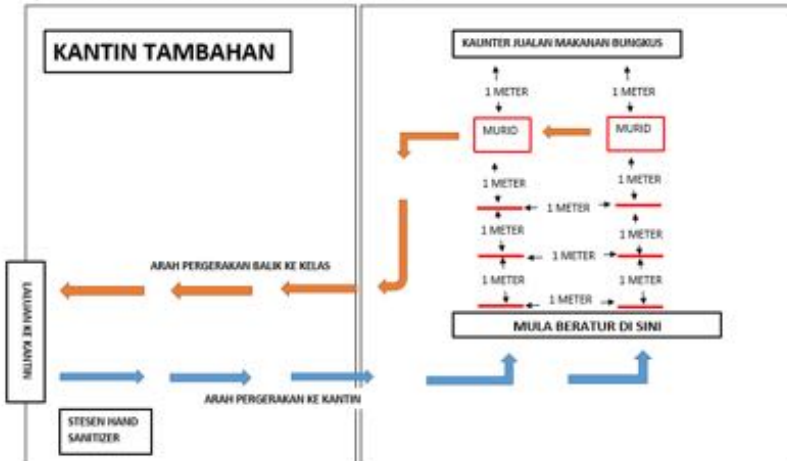 KANTIN TAMBAHAN
KAUNTER JUALAN MAKANAN BUNGKUS
1 METER
1 METER
MURID
MURID
1 METER
1 METER
1 METER
1 METER
1 METER
1 METER
1 METER
1 METER
1 METER
1 METER
MULA BERATUR DI SINI
ARAH PERGERAKAN BALIK KE KELAS
LALUAN KE KANTIN
ARAH PERGERAKAN KE KANTIN
STESEN HAND
SANITIZER